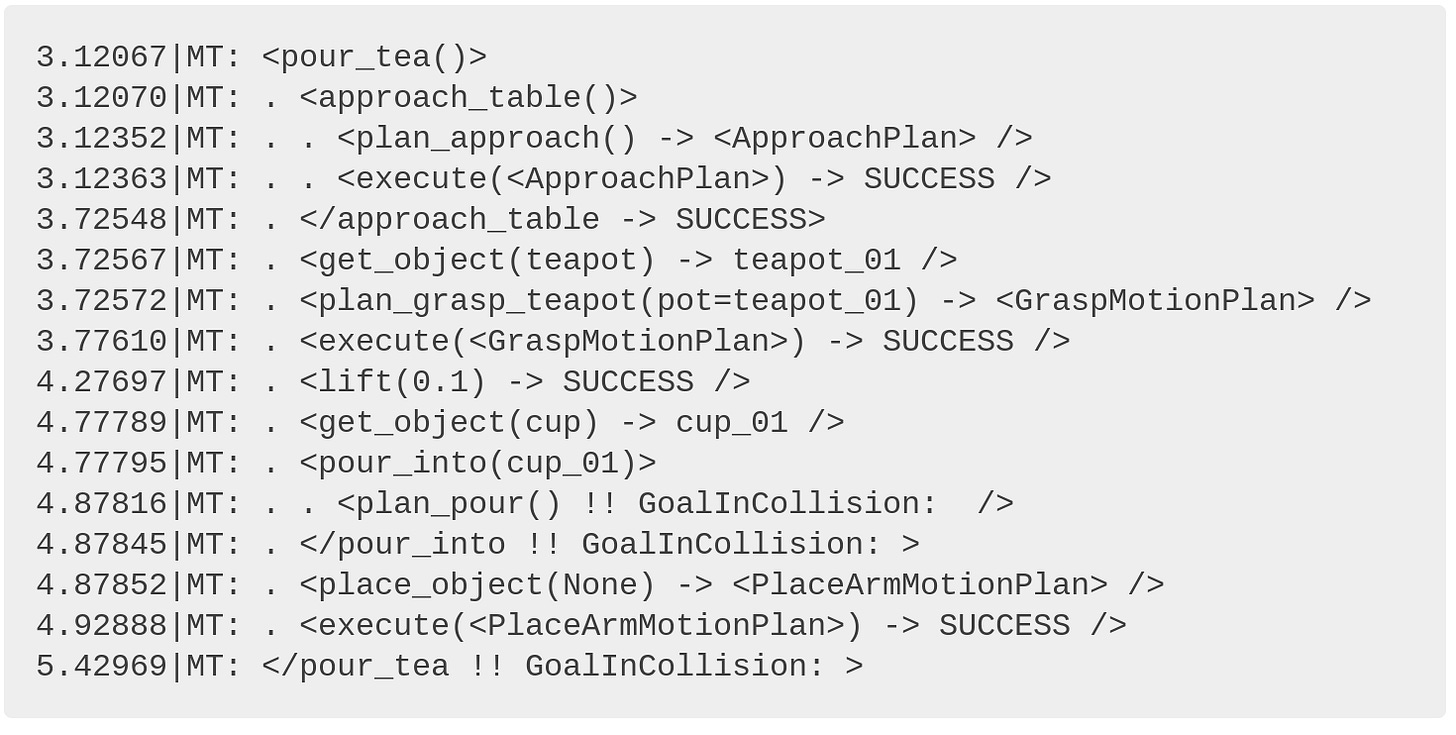 3.12067|MT: <pour_tea()>
3.12070|MT: . <approach_table()>
3.12352|MT: . . <plan_approach() -> <ApproachPlan> />
3.12363|MT: . . <execute(<ApproachPlan>) -> SUCCESS />
3.72548|MT: . </approach_table -> SUCCESS>
3.72567|MT: . <get_object(teapot) -> teapot_01 />
3.72572|MT: . <plan_grasp_teapot(pot=teapot_01) -> <GraspMotionPlan> />
3.77610|MT: . <execute(<GraspMotionPlan>) -> SUCCESS />
4.27697|MT: . <lift(0.1) -> SUCCESS />
4.77789|MT: . <get_object(cup) -> cup_01 />
4.77795|MT: . <pour_into(cup_01)>
4.87816|MT: . . <plan_pour() !! GoalInCollision:  />
4.87845|MT: . </pour_into !! GoalInCollision: >
4.87852|MT: . <place_object(None) -> <PlaceArmMotionPlan> />
4.92888|MT: . <execute(<PlaceArmMotionPlan>) -> SUCCESS />
5.42969|MT: </pour_tea !! GoalInCollision: >